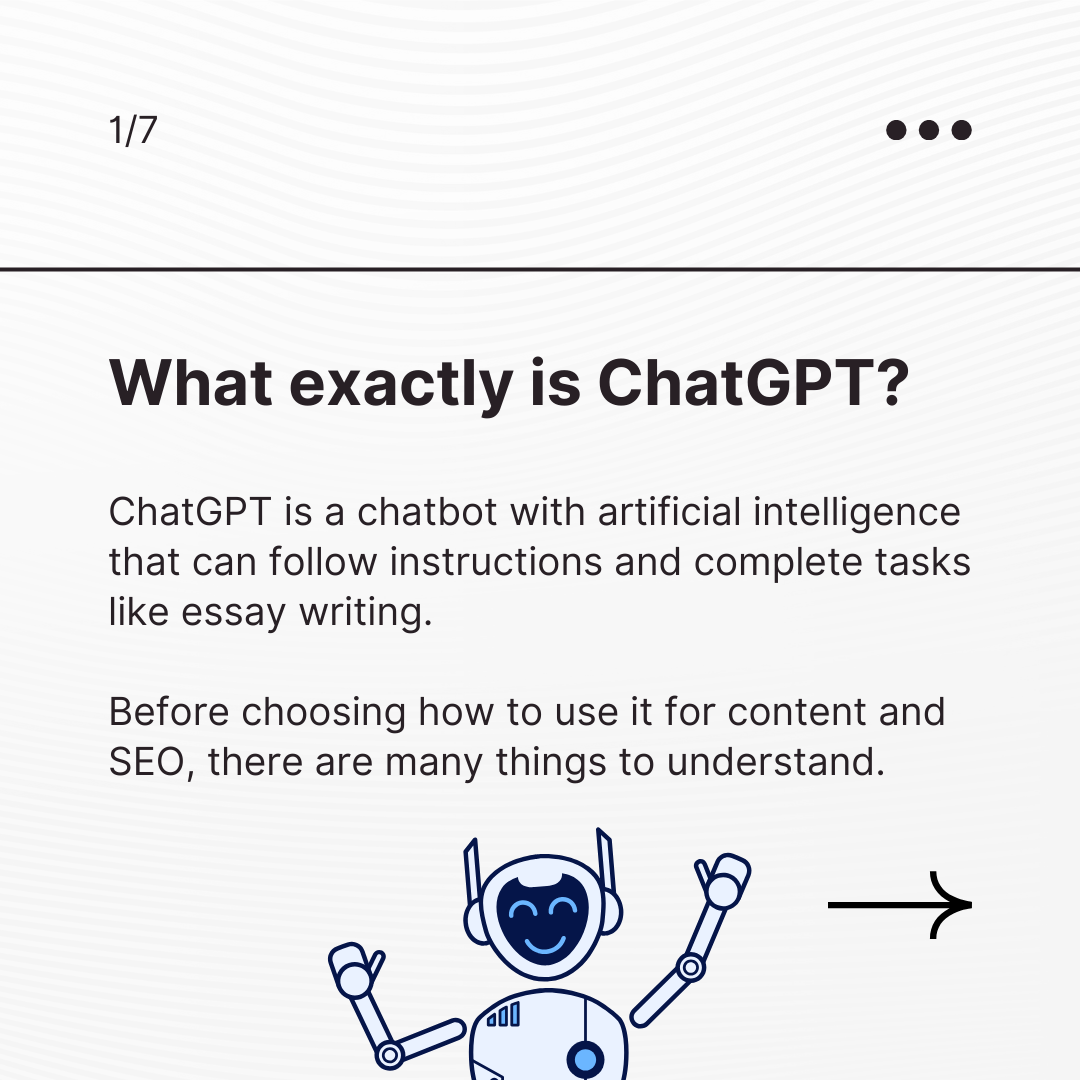 1/7
What exactly is ChatGPT?
ChatGPT is a chatbot with artificial intelligence
that can follow instructions and complete tasks
like essay writing.
Before choosing how to use it for content and
SEO, there are many things to understand.